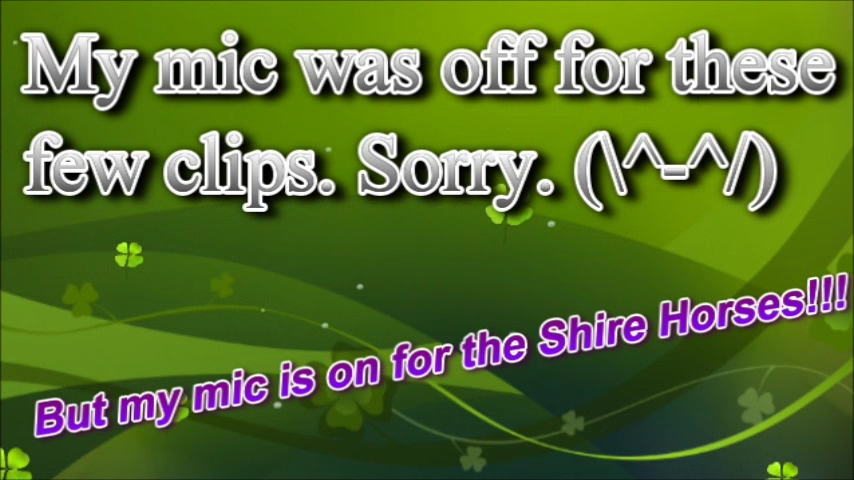 My mic was off for these
few clips. Sorry. (\^-^/)
But my mic is on for the Shire Horses!!!